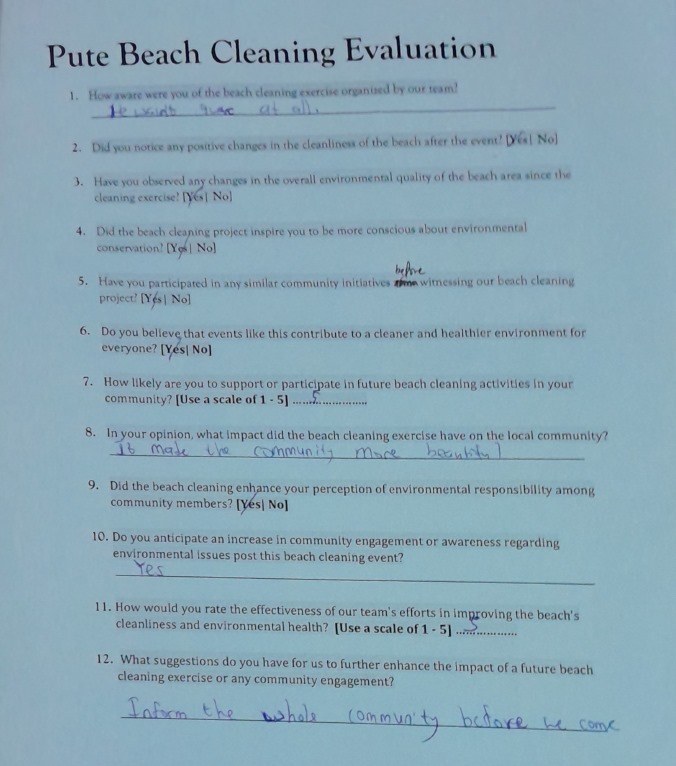 Pute Beach Cleaning Evaluation
1. How aware were you of the beach cleaning exercise organised by our team?
at all.
2. Did you notice any positive changes in the cleanliness of the beach after the event? [Yes| No]
3. Have you observed any changes in the overall environmental quality of the beach area since the
cleaning exercise? [Yes| No]
4. Did the beach cleaning project inspire you to be more conscious about environmental
conservation? [Yes| No]
before
5. Have you participated in any similar community initiatives witnessing our beach cleaning
project? [Yes| No]
6. Do you believe that events like this contribute to a cleaner and healthier environment for
everyone? [Yes| No]
7. How likely are you to support or participate in future beach cleaning activities in your
community? [Use a scale of 1 - 5] ......5..................
8. In your opinion, what impact did the beach cleaning exercise have on the local community?
It made the community more beautiful
9. Did the beach cleaning enhance your perception of environmental responsibility among
community members? [Yes| No]
10. Do you anticipate an increase in community engagement or awareness regarding
environmental issues post this beach cleaning event?
Yes
11. How would you rate the effectiveness of our team's efforts in improving the beach's
cleanliness and environmental health? [Use a scale of 1 - 5] ....5..............
12. What suggestions do you have for us to further enhance the impact of a future beach
cleaning exercise or any community engagement?
Inform the whole community before he come